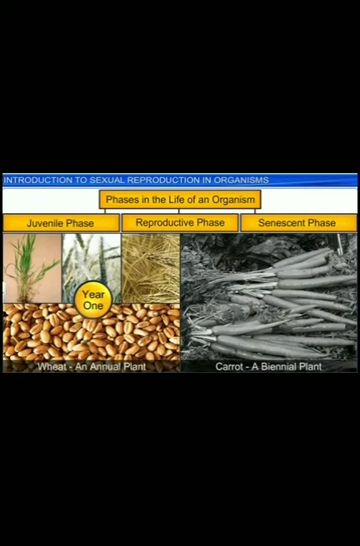 INTRODUCTION TO SEXUAL REPRODUCTION IN ORGANISMS
Phases in the Life of an Organism
Juvenile Phase
Reproductive Phase
Senescent Phase
Year
One
Wheat - An Annual Plant
Carrot - A Biennial Plant